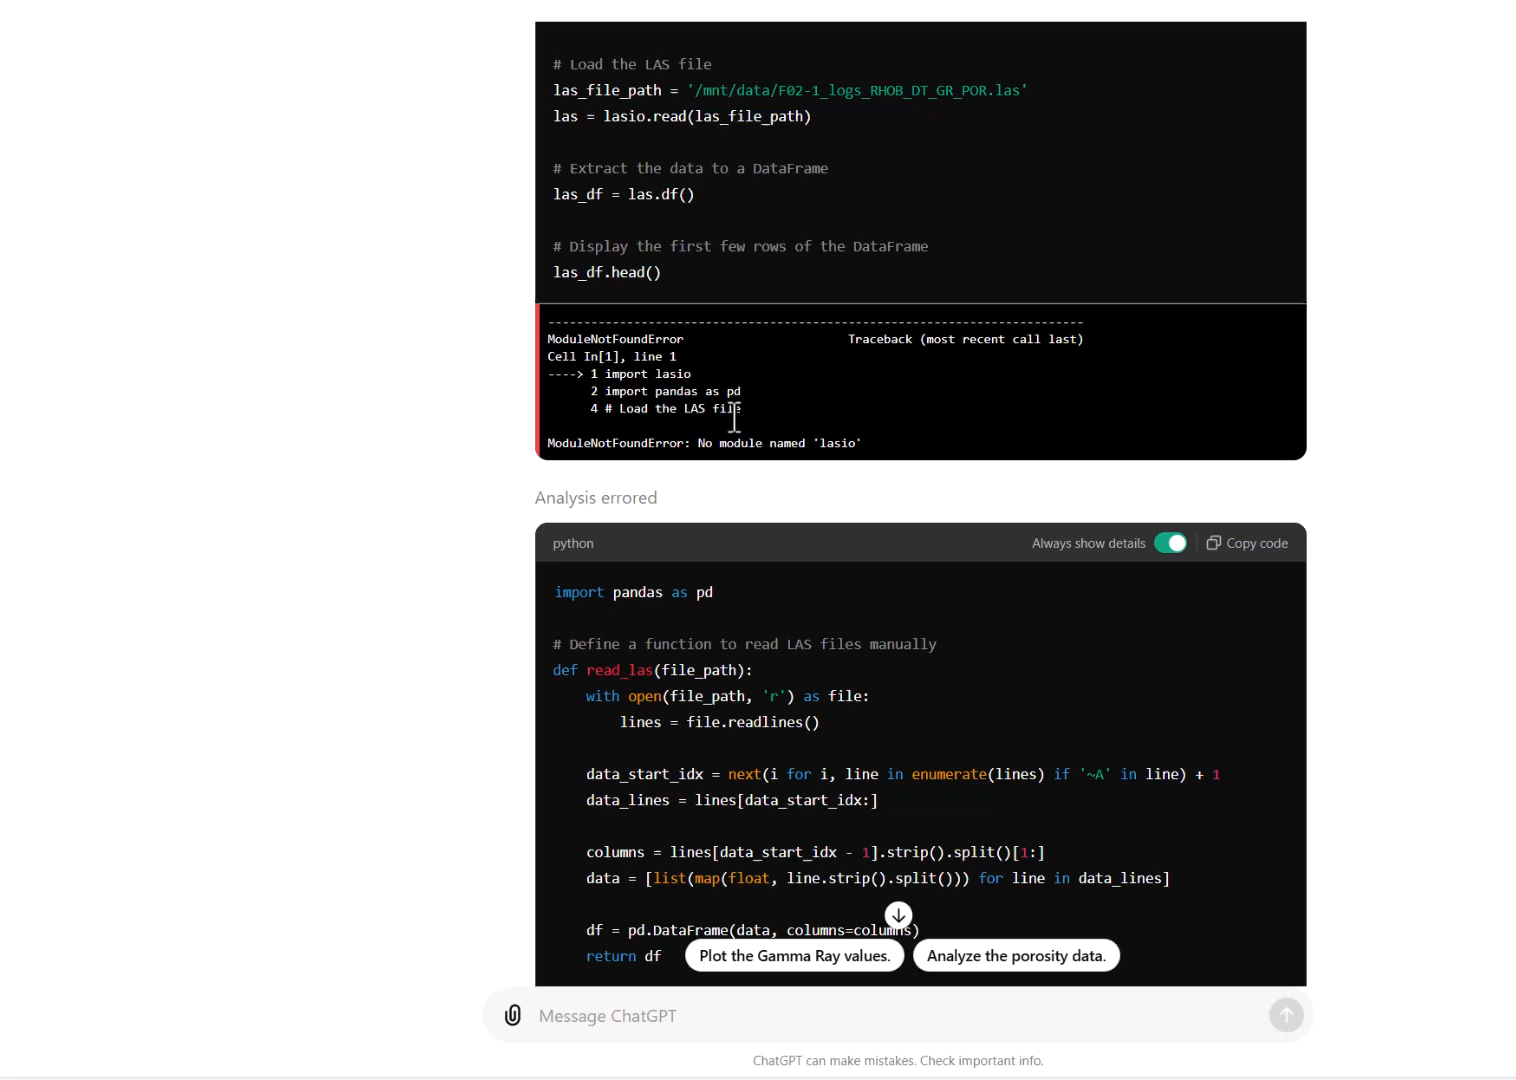 # Load the LAS file
las_file_path = '/mnt/data/F02-1_logs_RHOB_DT_GR_POR.las'
las = lasio.read(las_file_path)
# Extract the data to a DataFrame
las_df = las.df()
# Display the first few rows of the DataFrame
las_df.head()
---------------------------------------------------------------------------
ModuleNotFoundError                       Traceback (most recent call last)
Cell In[1], line 1
----> 1 import lasio
      2 import pandas as pd
      4 # Load the LAS file
ModuleNotFoundError: No module named 'lasio'
Analysis errored
python Always show details Copy code
import pandas as pd
# Define a function to read LAS files manually
def read_las(file_path):
    with open(file_path, 'r') as file:
        lines = file.readlines()
    data_start_idx = next(i for i, line in enumerate(lines) if '~A' in line) + 1
    data_lines = lines[data_start_idx:]
    columns = lines[data_start_idx - 1].strip().split()[1:]
    data = [list(map(float, line.strip().split())) for line in data_lines]
    df = pd.DataFrame(data, columns=columns)
    return df
Plot the Gamma Ray values. Analyze the porosity data.
Message ChatGPT
ChatGPT can make mistakes. Check important info.